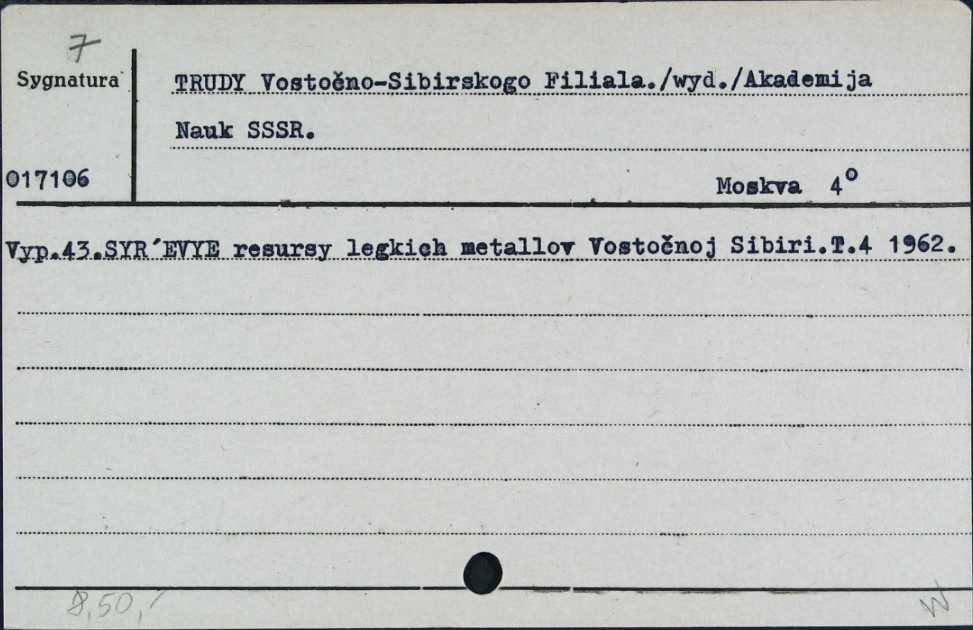 7
Sygnatura
TRUDY Vostočno-Sibirskogo Filiala./wyd./Akademija
Nauk SSSR.
017106
Moskva 4°
Vyp.43.SYR´EVYE resursy legkich metallov Vostočnoj Sibiri.T.4 1962.
8,50,-
W